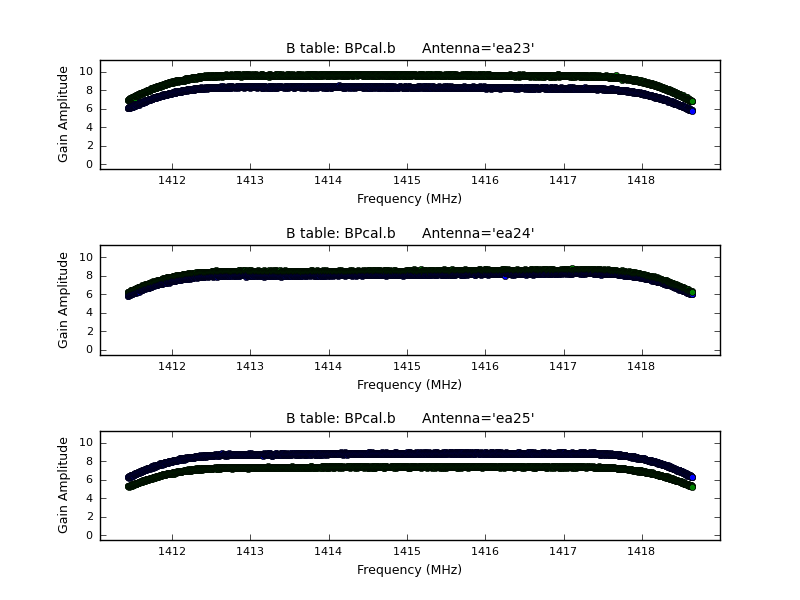 B table: BPcal.b Antenna='ea23'
10
8
6
4
2
0
Gain Amplitude
1412 1413 1414 1415 1416 1417 1418
Frequency (MHz)
B table: BPcal.b Antenna='ea24'
10
8
6
4
2
0
Gain Amplitude
1412 1413 1414 1415 1416 1417 1418
Frequency (MHz)
B table: BPcal.b Antenna='ea25'
10
8
6
4
2
0
Gain Amplitude
1412 1413 1414 1415 1416 1417 1418
Frequency (MHz)